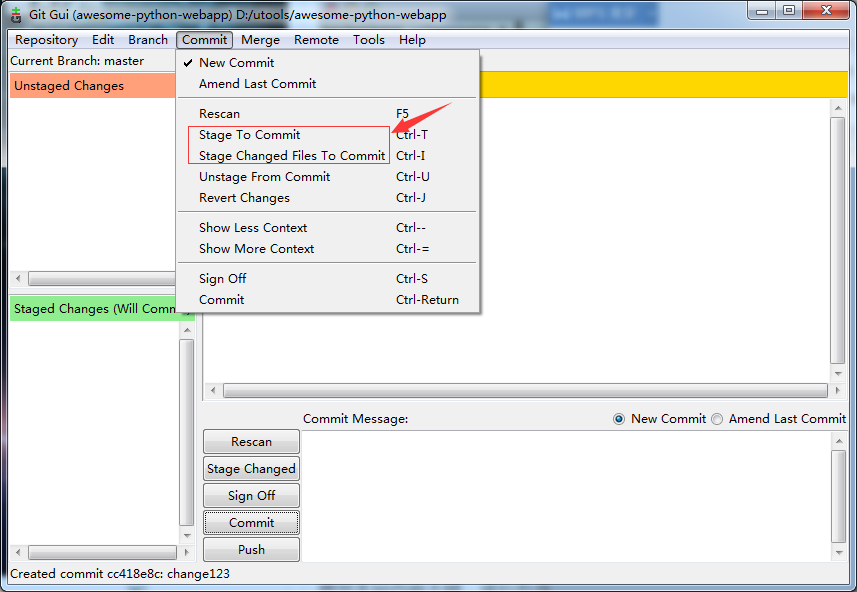 Git Gui (awesome-python-webapp) D:/utools/awesome-python-webapp
Repository Edit Branch Commit Merge Remote Tools Help
Current Branch: master
Unstaged Changes
New Commit
Amend Last Commit
Rescan F5
Stage To Commit Ctrl-T
Stage Changed Files To Commit Ctrl-I
Unstage From Commit Ctrl-U
Revert Changes Ctrl-J
Show Less Context Ctrl--
Show More Context Ctrl-=
Sign Off Ctrl-S
Commit Ctrl-Return
Staged Changes (Will Comm
Commit Message: New Commit Amend Last Commit
Rescan
Stage Changed
Sign Off
Commit
Push
Created commit cc418e8c: change123